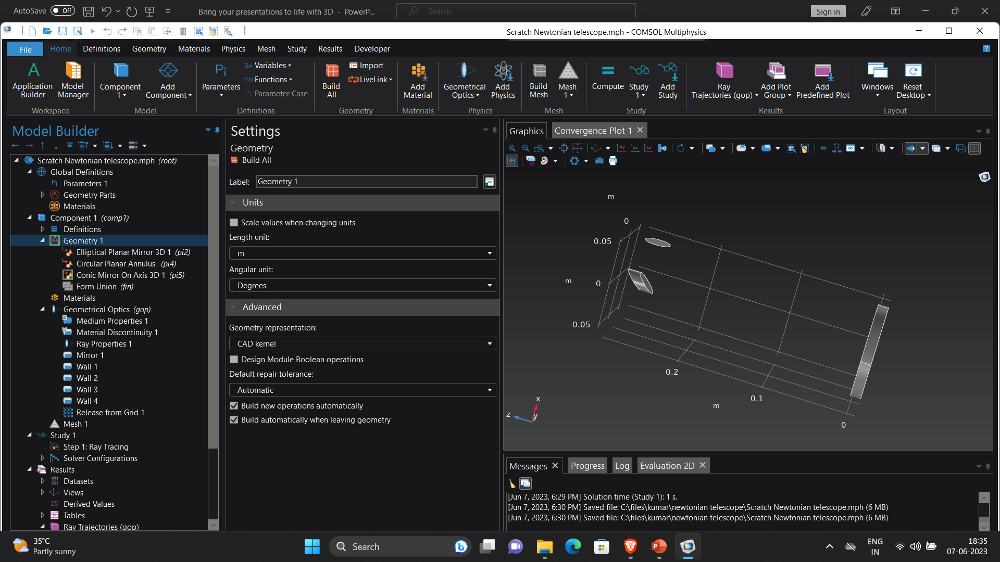 AutoSave Off
Bring your presentations to life with 3D - PowerP...
Search
Sign in
Scratch Newtonian telescope.mph - COMSOL Multiphysics
File Home Definitions Geometry Materials Physics Mesh Study Results Developer
Application Builder
Model Manager
Workspace
Component 1
Add Component
Model
Parameters
Pi
a= Variables
f(x) Functions
Pi Parameter Case
Definitions
Build All
Import
LiveLink
Geometry
Add Material
Materials
Geometrical Optics
Add Physics
Physics
Build Mesh
Mesh 1
Mesh
Compute
Study 1
Add Study
Study
Ray Trajectories (gop)
Add Plot Group
Add Predefined Plot
Results
Windows
Reset Desktop
Layout
Model Builder
Scratch Newtonian telescope.mph (root)
Global Definitions
Pi Parameters 1
Geometry Parts
Materials
Component 1 (comp1)
Definitions
Geometry 1
Elliptical Planar Mirror 3D 1 (pi2)
Circular Planar Annulus (pi4)
Conic Mirror On Axis 3D 1 (pi5)
Form Union (fin)
Materials
Geometrical Optics (gop)
Medium Properties 1
Material Discontinuity 1
Ray Properties 1
Mirror 1
Wall 1
Wall 2
Wall 3
Wall 4
Release from Grid 1
Mesh 1
Study 1
Step 1: Ray Tracing
Solver Configurations
Results
Datasets
Views
Derived Values
Tables
Ray Trajectories (gop)
Settings
Geometry
Build All
Label: Geometry 1
Units
Scale values when changing units
Length unit:
m
Angular unit:
Degrees
Advanced
Geometry representation:
CAD kernel
Design Module Boolean operations
Default repair tolerance:
Automatic
Build new operations automatically
Build automatically when leaving geometry
Graphics
Convergence Plot 1
xy yz xz
m
0
0.05
m
0
-0.05
0.2
0.1
m
0
x
z
y
Messages
Progress
Log
Evaluation 2D
[Jun 7, 2023, 6:29 PM] Solution time (Study 1): 1 s.
[Jun 7, 2023, 6:30 PM] Saved file: C:\files\kumar\newtonian telescope\Scratch Newtonian telescope.mph (6 MB)
[Jun 7, 2023, 6:30 PM] Saved file: C:\files\kumar\newtonian telescope\Scratch Newtonian telescope.mph (6 MB)
35°C
Partly sunny
Search
ENG
IN
18:35
07-06-2023